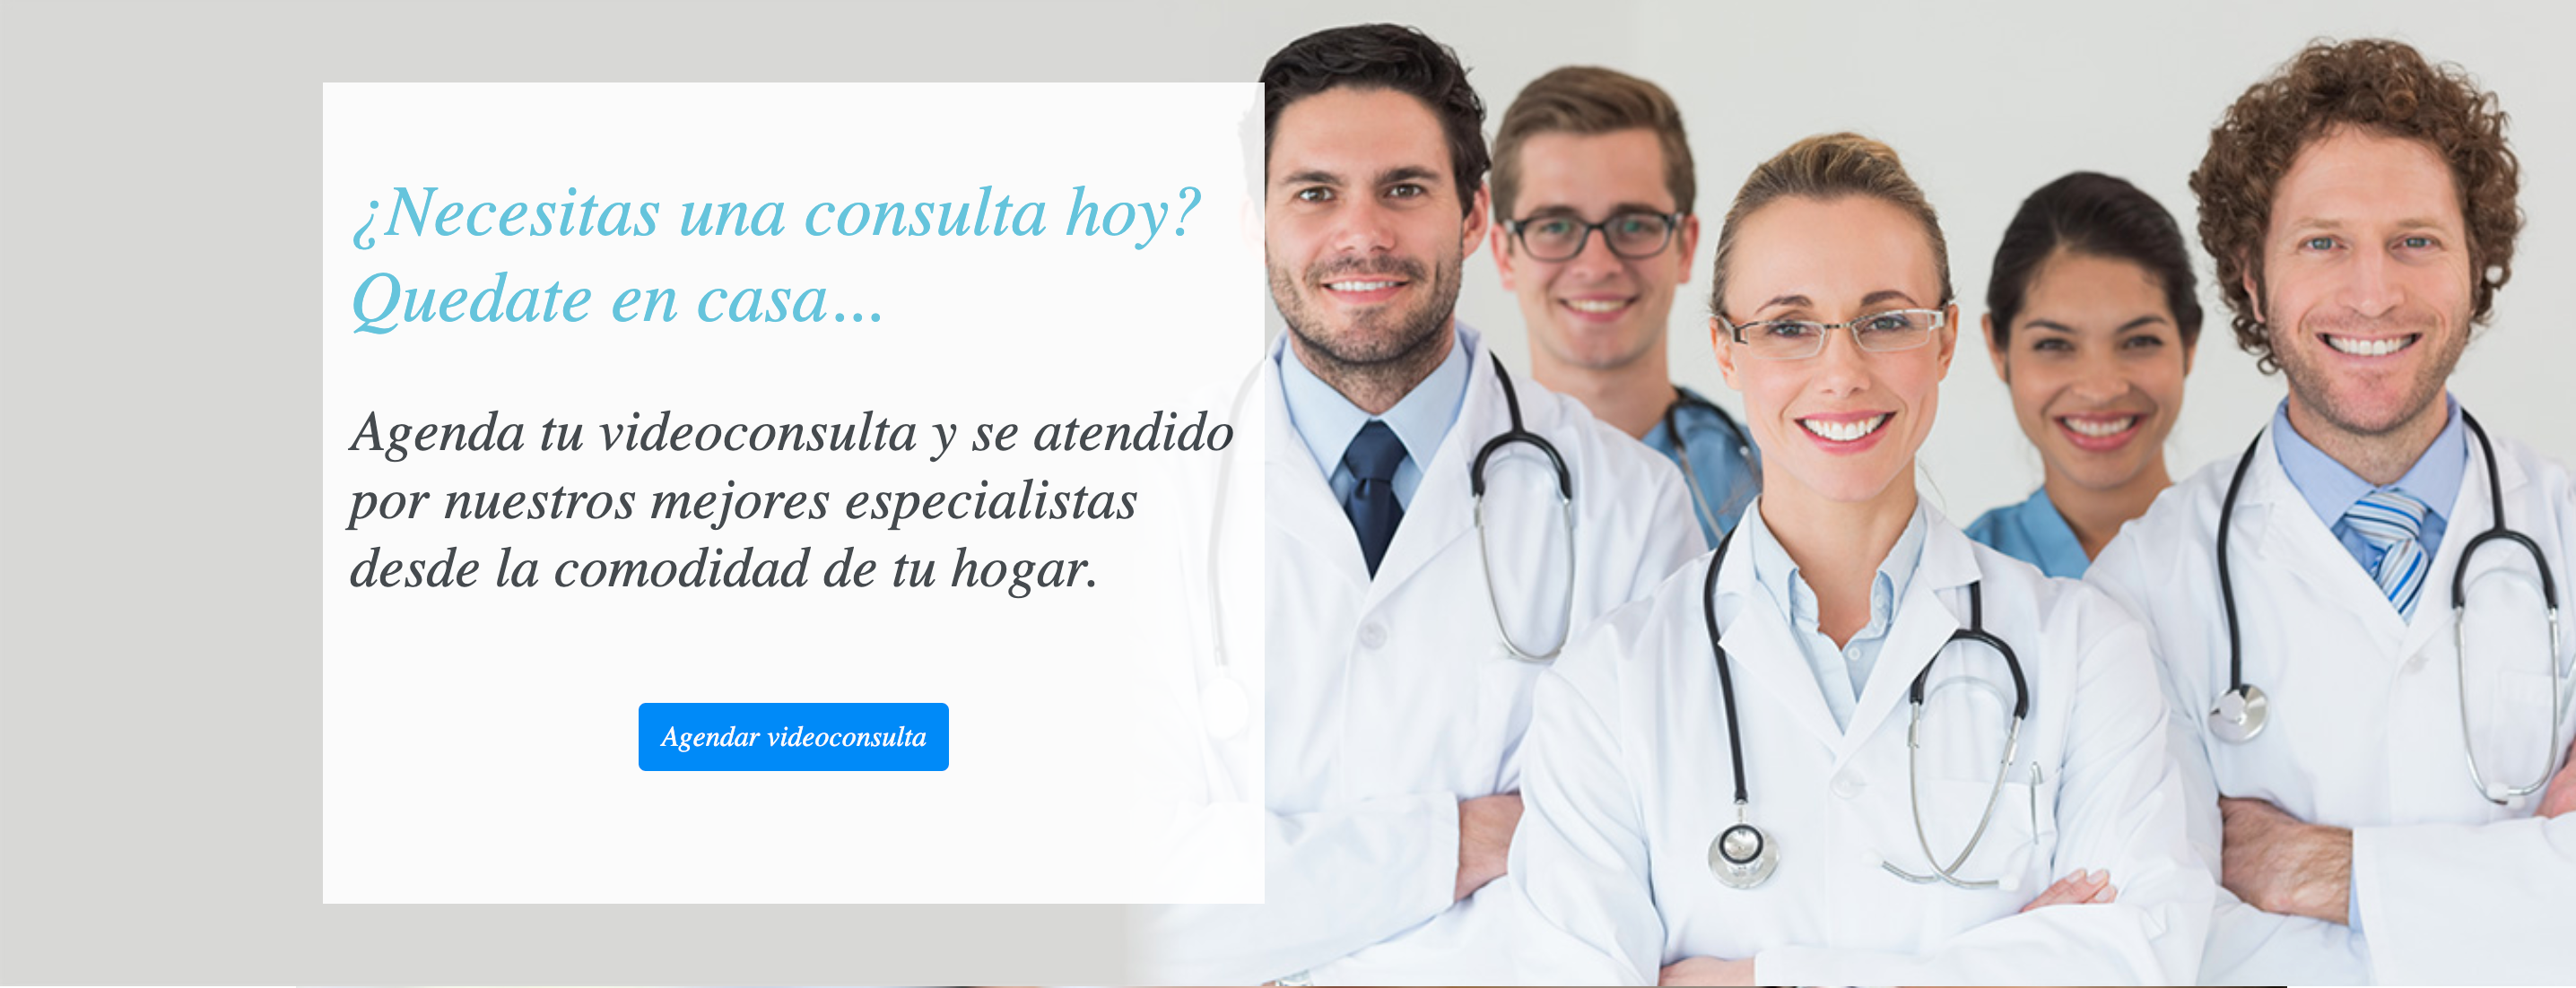 ¿Necesitas una consulta hoy?
Quedate en casa...
Agenda tu videoconsulta y se atendido
por nuestros mejores especialistas
desde la comodidad de tu hogar.
Agendar videoconsulta